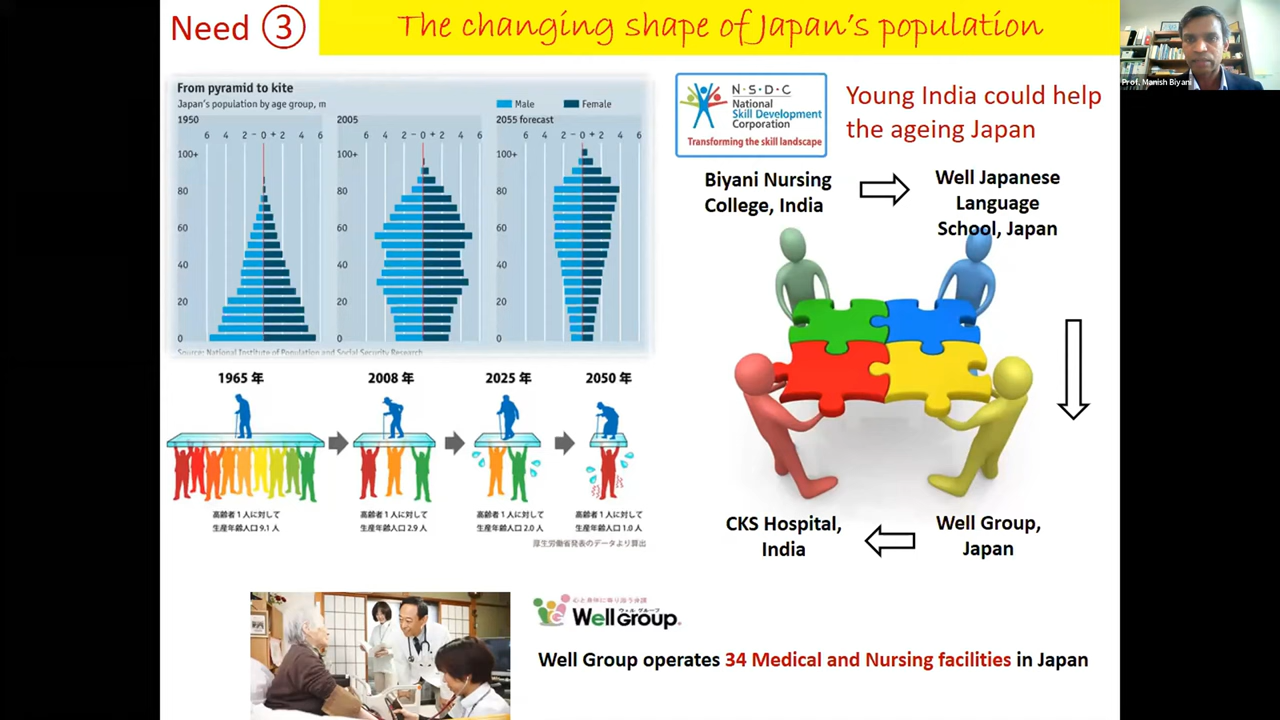 Need ③
The changing shape of Japan's population
Prof. Manish Biyani
From pyramid to kite
Japan's population by age group, m
Male
Female
1950
2005
2055 forecast
6 4 2 – 0 + 2 4 6
6 4 2 – 0 + 2 4 6
6 4 2 – 0 + 2 4 6
100+
80
60
40
20
0
100+
80
60
40
20
0
100+
80
60
40
20
0
Source: National Institute of Population and Social Security Research
1965 年
2008 年
2025 年
2050 年
高齢者 1 人に対して
生産年齢人口 9.1 人
高齢者 1 人に対して
生産年齢人口 2.9 人
高齢者 1 人に対して
生産年齢人口 2.0 人
高齢者 1 人に対して
生産年齢人口 1.0 人
厚生労働省発表のデータより算出
N·S·D·C
National
Skill Development
Corporation
Transforming the skill landscape
Young India could help
the ageing Japan
Biyani Nursing
College, India
Well Japanese
Language
School, Japan
CKS Hospital,
India
Well Group,
Japan
ウィル グループ
Well Group
Well Group operates 34 Medical and Nursing facilities in Japan